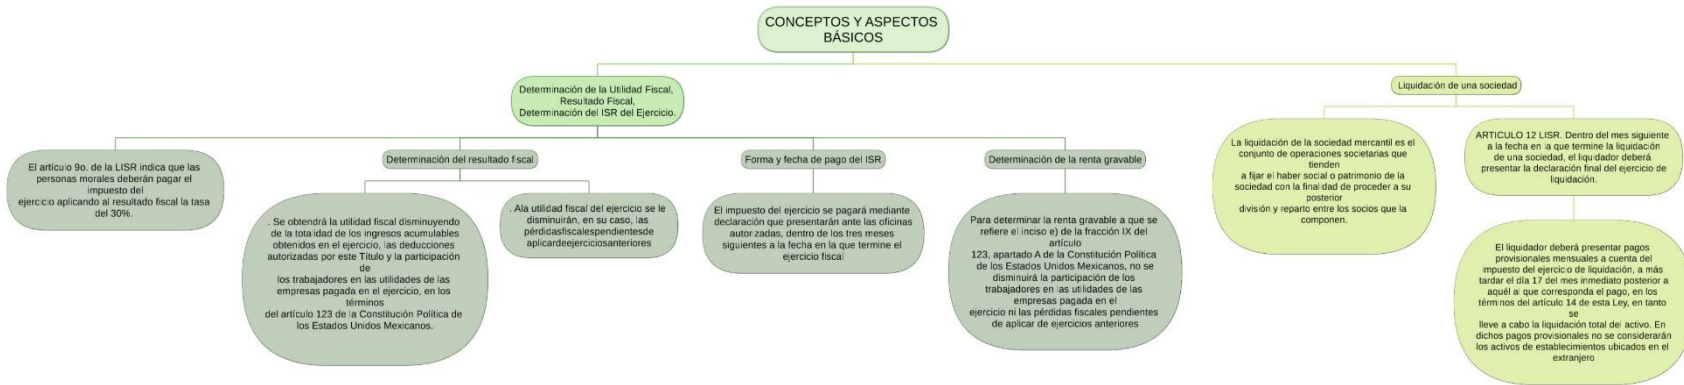 CONCEPTOS Y ASPECTOS
BÁSICOS
Determinación de la Utilidad Fiscal,
Resultado Fiscal,
Determinación del ISR del Ejercicio.
El artículo 9o. de la LISR indica que las
personas morales deberán pagar el
impuesto del
ejercicio aplicando al resultado fiscal la tasa
del 30%.
Determinación del resultado fiscal
. Se obtendrá la utilidad fiscal disminuyendo
de la totalidad de los ingresos acumulables
obtenidos en el ejercicio, las deducciones
autorizadas por este Título y la participación
de
los trabajadores en las utilidades de las
empresas pagada en el ejercicio, en los
términos
del artículo 123 de la Constitución Política de
los Estados Unidos Mexicanos.
. Ala utilidad fiscal del ejercicio se le
disminuirán, en su caso, las
pérdidasfiscalespendientesde
aplicardeejerciciosanteriores
Forma y fecha de pago del ISR
El impuesto del ejercicio se pagará mediante
declaración que presentarán ante las oficinas
autorizadas, dentro de los tres meses
siguientes a la fecha en la que termine el
ejercicio fiscal
Determinación de la renta gravable
Para determinar la renta gravable a que se
refiere el inciso e) de la fracción IX del
artículo
123, apartado A de la Constitución Política
de los Estados Unidos Mexicanos, no se
disminuirá la participación de los
trabajadores en las utilidades de las
empresas pagada en el
ejercicio ni las pérdidas fiscales pendientes
de aplicar de ejercicios anteriores
Liquidación de una sociedad
La liquidación de la sociedad mercantil es el
conjunto de operaciones societarias que
tienden
a fijar el haber social o patrimonio de la
sociedad con la finalidad de proceder a su
posterior
división y reparto entre los socios que la
componen.
ARTICULO 12 LISR. Dentro del mes siguiente
a la fecha en la que termine la liquidación
de una sociedad, el liquidador deberá
presentar la declaración final del ejercicio de
liquidación.
El liquidador deberá presentar pagos
provisionales mensuales a cuenta del
impuesto del ejercicio de liquidación, a más
tardar el día 17 del mes inmediato posterior a
aquél al que corresponda el pago, en los
términos del artículo 14 de esta Ley, en tanto
se
lleve a cabo la liquidación total del activo. En
dichos pagos provisionales no se considerarán
los activos de establecimientos ubicados en el
extranjero